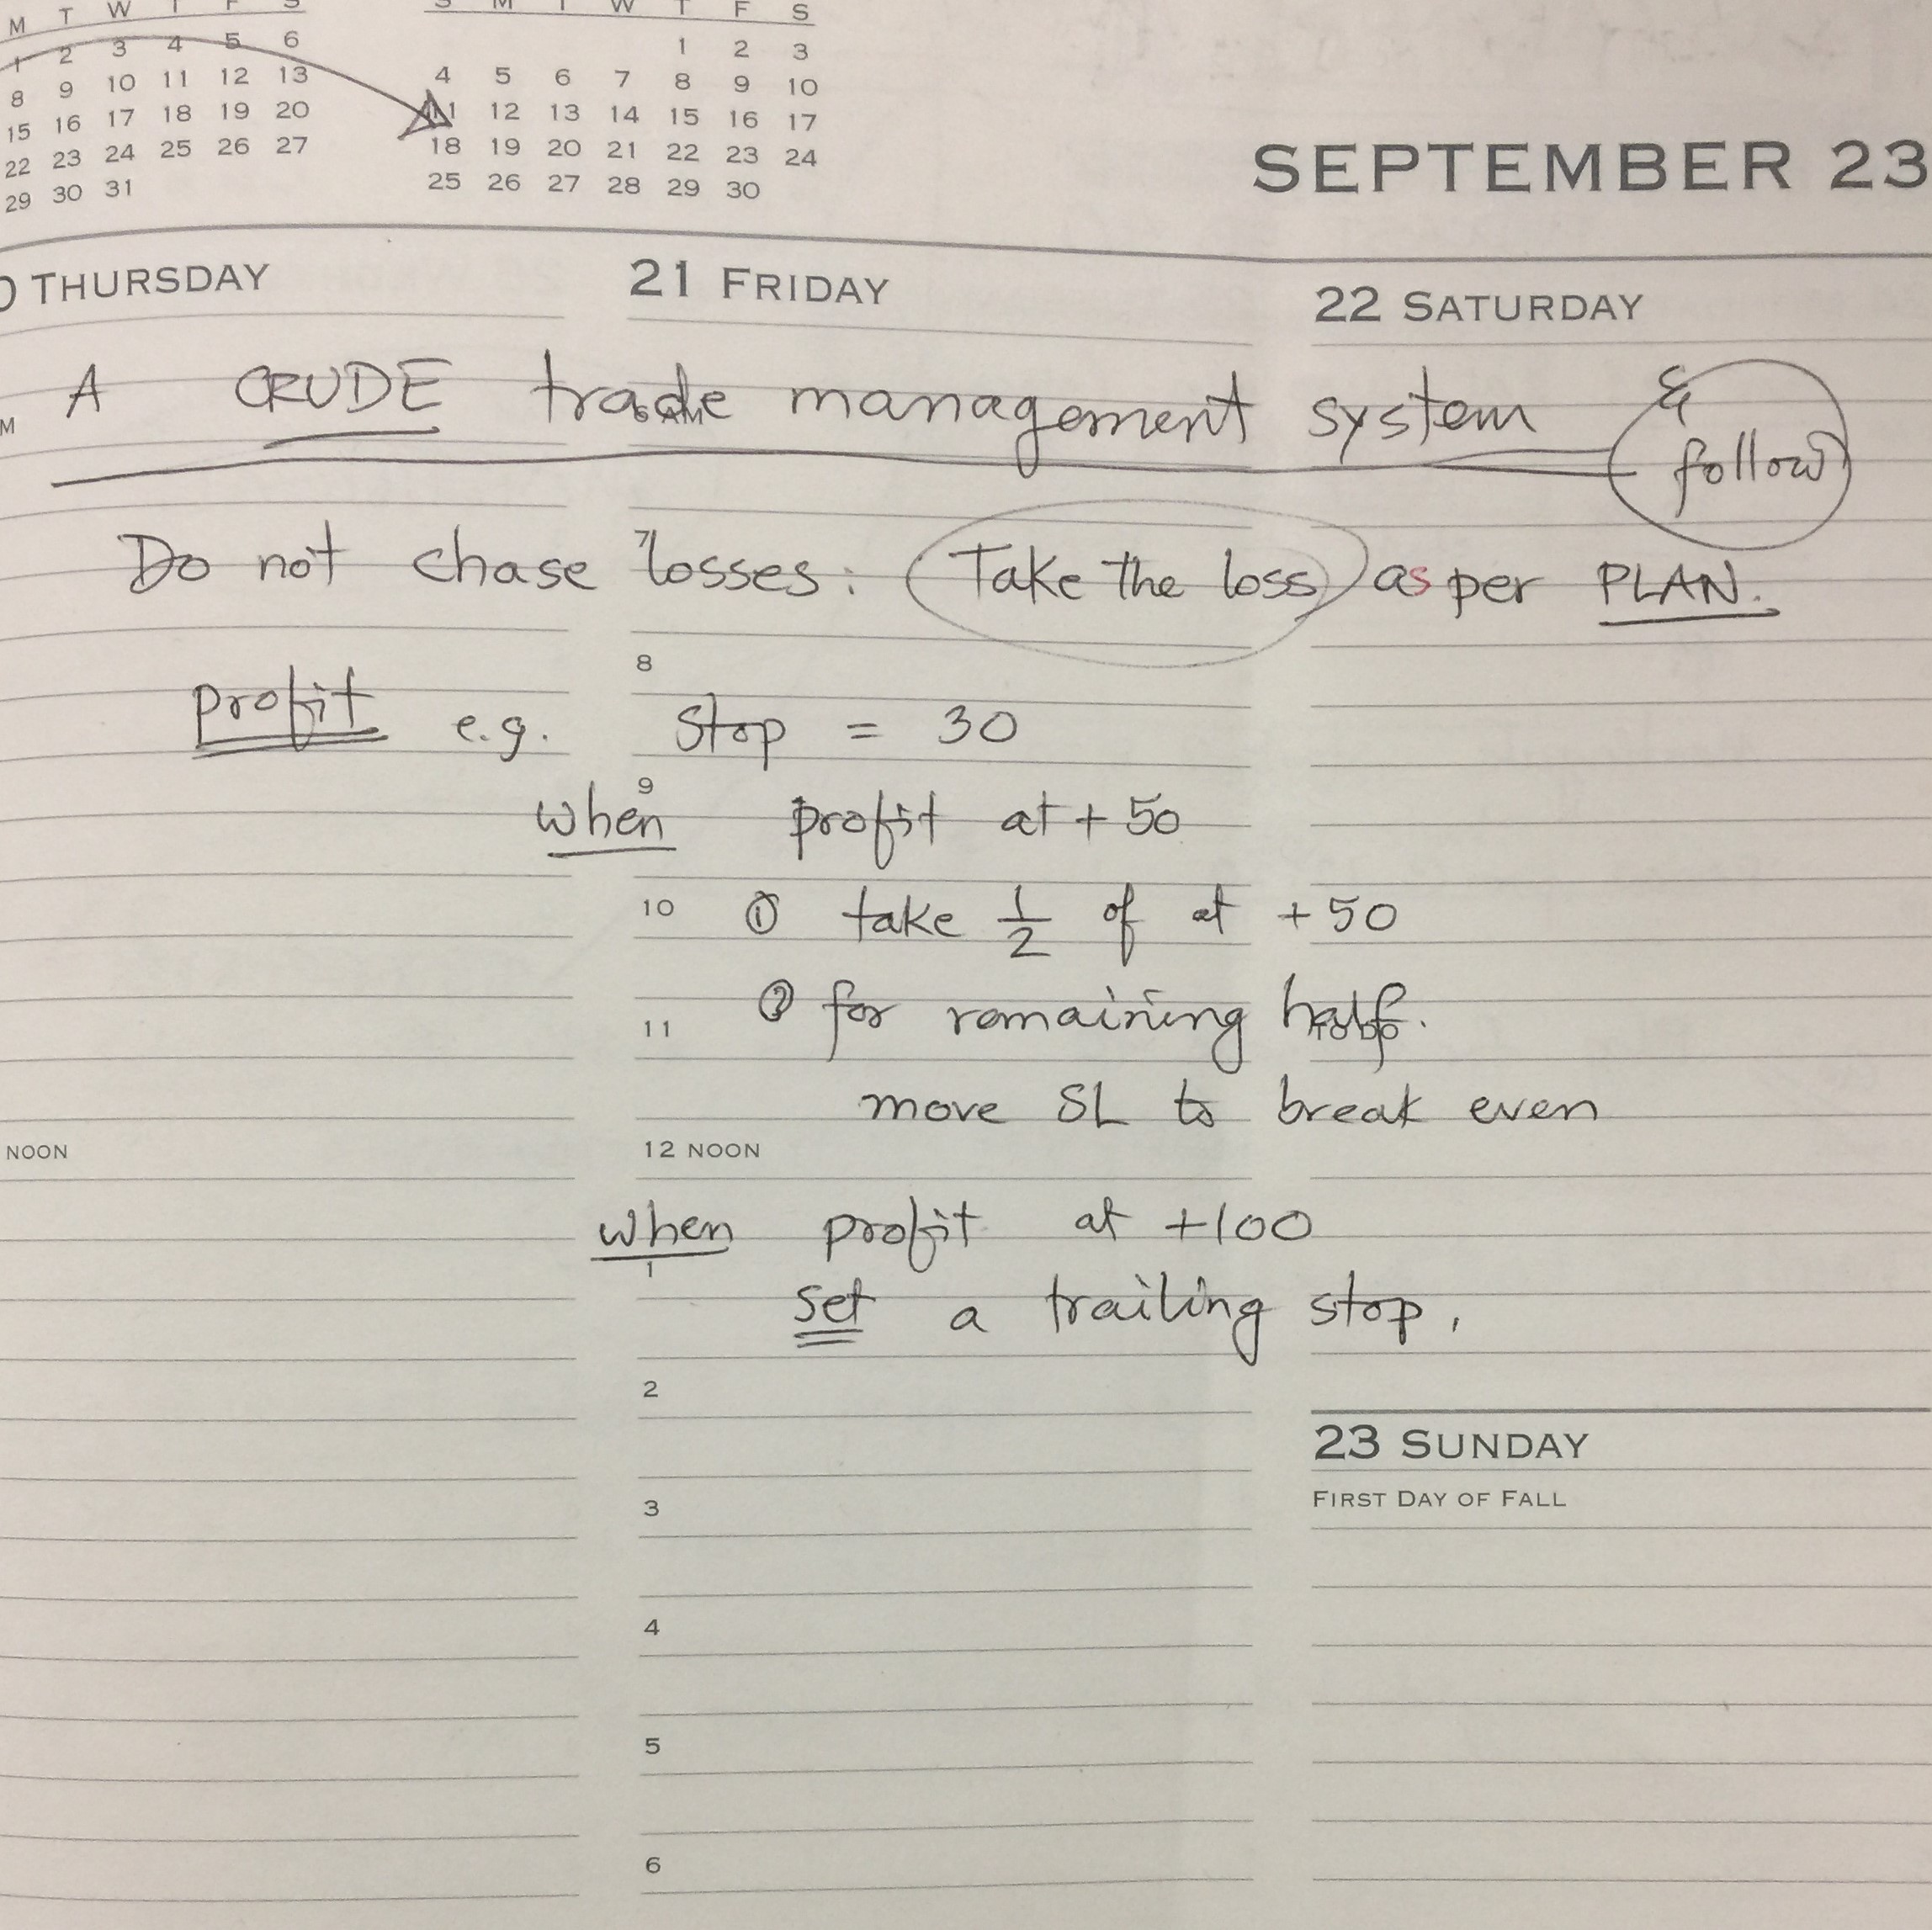 M T W T F S
1 2 3 4 5 6
8 9 10 11 12 13
15 16 17 18 19 20
22 23 24 25 26 27
29 30 31
S M T W T F S
1 2 3
4 5 6 7 8 9 10
11 12 13 14 15 16 17
18 19 20 21 22 23 24
25 26 27 28 29 30
SEPTEMBER 23
THURSDAY
21 FRIDAY
22 SATURDAY
A CRUDE trade management system & follow
Do not chase losses: Take the loss as per PLAN.
7
8
Profit e.g. Stop = 30
9
when profit at + 50
10
① take 1/2 of at +50
11
② for remaining half.
move SL to break even
NOON
12 NOON
when profit at +100
1
set a trailing stop,
2
23 SUNDAY
FIRST DAY OF FALL
3
4
5
6